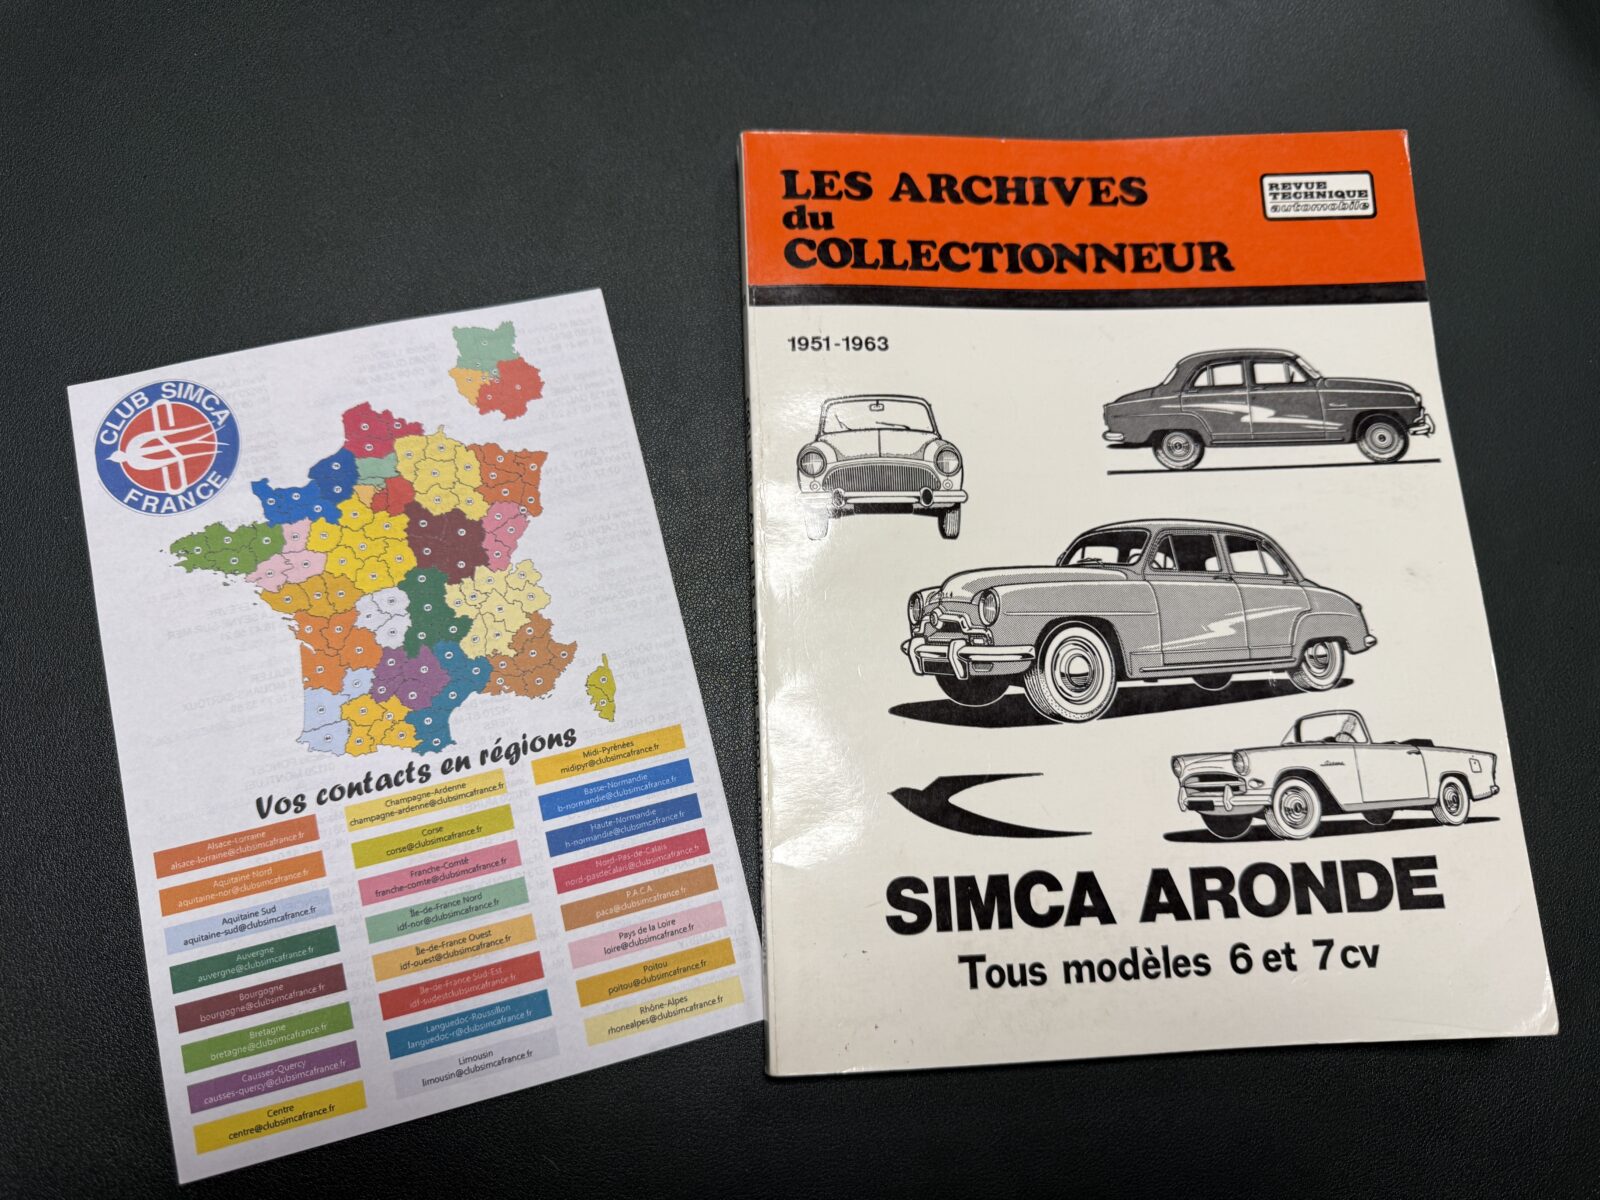 CLUB SIMCA
FRANCE
Vos contacts en régions
Alsace-Lorraine
alsace-lorraine@clubsimcafrance.fr
Aquitaine Nord
aquitaine-nor@clubsimcafrance.fr
Aquitaine Sud
aquitaine-sud@clubsimcafrance.fr
Auvergne
auvergne@clubsimcafrance.fr
Bourgogne
bourgogne@clubsimcafrance.fr
Bretagne
bretagne@clubsimcafrance.fr
Causses-Quercy
causses-quercy@clubsimcafrance.fr
Centre
centre@clubsimcafrance.fr
Champagne-Ardenne
champagne-ardenne@clubsimcafrance.fr
Corse
corse@clubsimcafrance.fr
Franche-Comté
franche-comte@clubsimcafrance.fr
Île-de-France Nord
idf-nor@clubsimcafrance.fr
Île-de-France Ouest
idf-ouest@clubsimcafrance.fr
Île-de-France Sud-Est
idf-sudestclubsimcafrance.fr
Languedoc-Roussillon
languedoc-r@clubsimcafrance.fr
Limousin
limousin@clubsimcafrance.fr
Midi-Pyrénées
midipyr@clubsimcafrance.fr
Basse-Normandie
b-normandie@clubsimcafrance.fr
Haute-Normandie
h-normandie@clubsimcafrance.fr
Nord-Pas-de-Calais
nord-pasdecalais@clubsimcafrance.fr
P.A.C.A
paca@clubsimcafrance.fr
Pays de la Loire
loire@clubsimcafrance.fr
Poitou
poitou@clubsimcafrance.fr
Rhône-Alpes
rhonealpes@clubsimcafrance.fr
LES ARCHIVES
du
COLLECTIONNEUR
REVUE
TECHNIQUE
automobile
1951-1963
SIMCA ARONDE
Tous modèles 6 et 7 cv